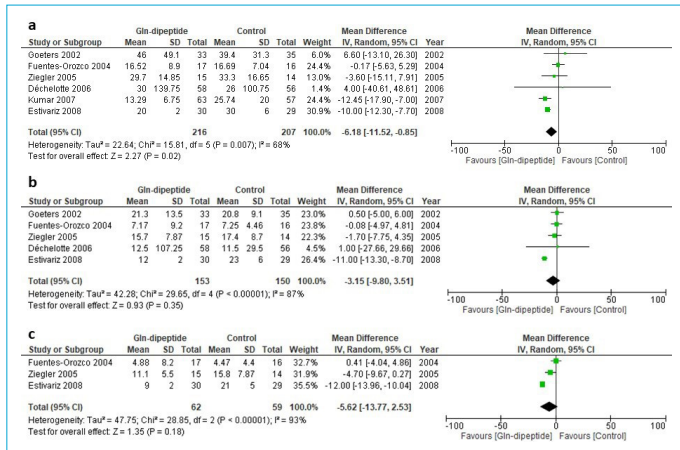 a
Gln-dipeptide Control Mean Difference Mean Difference
Study or Subgroup Mean SD Total Mean SD Total Weight IV, Random, 95% CI Year IV, Random, 95% CI
Goeters 2002 46 49.1 33 39.4 31.3 35 6.0% 6.60 [-13.10, 26.30] 2002
Fuentes-Orozco 2004 16.52 8.9 17 16.69 7.04 16 24.4% -0.17 [-5.63, 5.29] 2004
Ziegler 2005 29.7 14.85 15 33.3 16.65 14 13.1% -3.60 [-15.11, 7.91] 2005
Déchelotte 2006 30 139.75 58 26 100.75 56 1.3% 4.00 [-40.61, 48.61] 2006
Kumar 2007 13.29 6.75 63 25.74 20 57 24.4% -12.45 [-17.90, -7.00] 2007
Estivariz 2008 20 2 30 30 6 29 30.9% -10.00 [-12.30, -7.70] 2008
Total (95% CI) 216 207 100.0% -6.18 [-11.52, -0.85]
Heterogeneity: Tau² = 22.64; Chi² = 15.81, df = 5 (P = 0.007); I² = 68%
Test for overall effect: Z = 2.27 (P = 0.02)
-100 -50 0 50 100
Favours [Gln-dipeptide] Favours [Control]
b
Gln-dipeptide Control Mean Difference Mean Difference
Study or Subgroup Mean SD Total Mean SD Total Weight IV, Random, 95% CI Year IV, Random, 95% CI
Goeters 2002 21.3 13.5 33 20.8 9.1 35 23.0% 0.50 [-5.00, 6.00] 2002
Fuentes-Orozco 2004 7.17 9.2 17 7.25 4.46 16 23.8% -0.08 [-4.97, 4.81] 2004
Ziegler 2005 15.7 7.87 15 17.4 8.7 14 22.3% -1.70 [-7.75, 4.35] 2005
Déchelotte 2006 12.5 107.25 58 11.5 29.5 56 4.5% 1.00 [-27.66, 29.66] 2006
Estivariz 2008 12 2 30 23 6 29 26.4% -11.00 [-13.30, -8.70] 2008
Total (95% CI) 153 150 100.0% -3.15 [-9.80, 3.51]
Heterogeneity: Tau² = 42.28; Chi² = 29.65, df = 4 (P < 0.00001); I² = 87%
Test for overall effect: Z = 0.93 (P = 0.35)
-100 -50 0 50 100
Favours [Gln-dipeptide] Favours [Control]
c
Gln-dipeptide Control Mean Difference Mean Difference
Study or Subgroup Mean SD Total Mean SD Total Weight IV, Random, 95% CI Year IV, Random, 95% CI
Fuentes-Orozco 2004 4.88 8.2 17 4.47 4.4 16 32.7% 0.41 [-4.04, 4.86] 2004
Ziegler 2005 11.1 5.5 15 15.8 7.87 14 31.9% -4.70 [-9.67, 0.27] 2005
Estivariz 2008 9 2 30 21 5 29 35.5% -12.00 [-13.96, -10.04] 2008
Total (95% CI) 62 59 100.0% -5.62 [-13.77, 2.53]
Heterogeneity: Tau² = 47.75; Chi² = 28.85, df = 2 (P < 0.00001); I² = 93%
Test for overall effect: Z = 1.35 (P = 0.18)
-100 -50 0 50 100
Favours [Gln-dipeptide] Favours [Control]